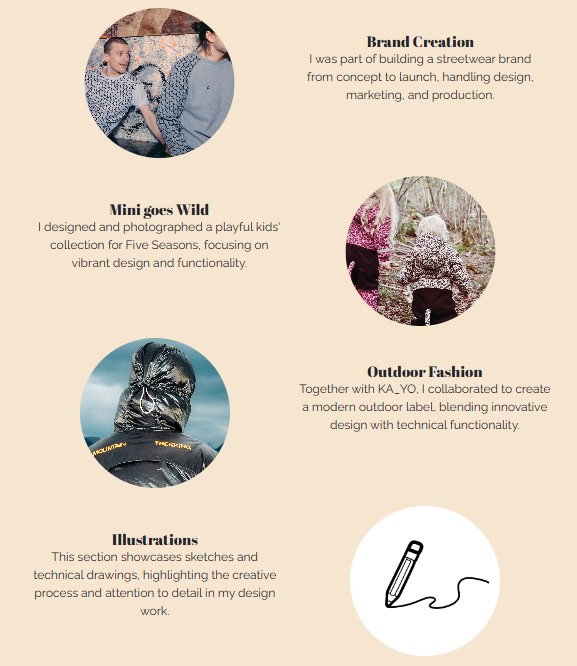 Brand Creation
I was part of building a streetwear brand
from concept to launch, handling design,
marketing, and production.
Mini goes Wild
I designed and photographed a playful kids'
collection for Five Seasons, focusing on
vibrant design and functionality.
Outdoor Fashion
Together with KA_YO, I collaborated to create
a modern outdoor label, blending innovative
design with technical functionality.
MOUNTAIN TREKKING
Illustrations
This section showcases sketches and
technical drawings, highlighting the creative
process and attention to detail in my design
work.